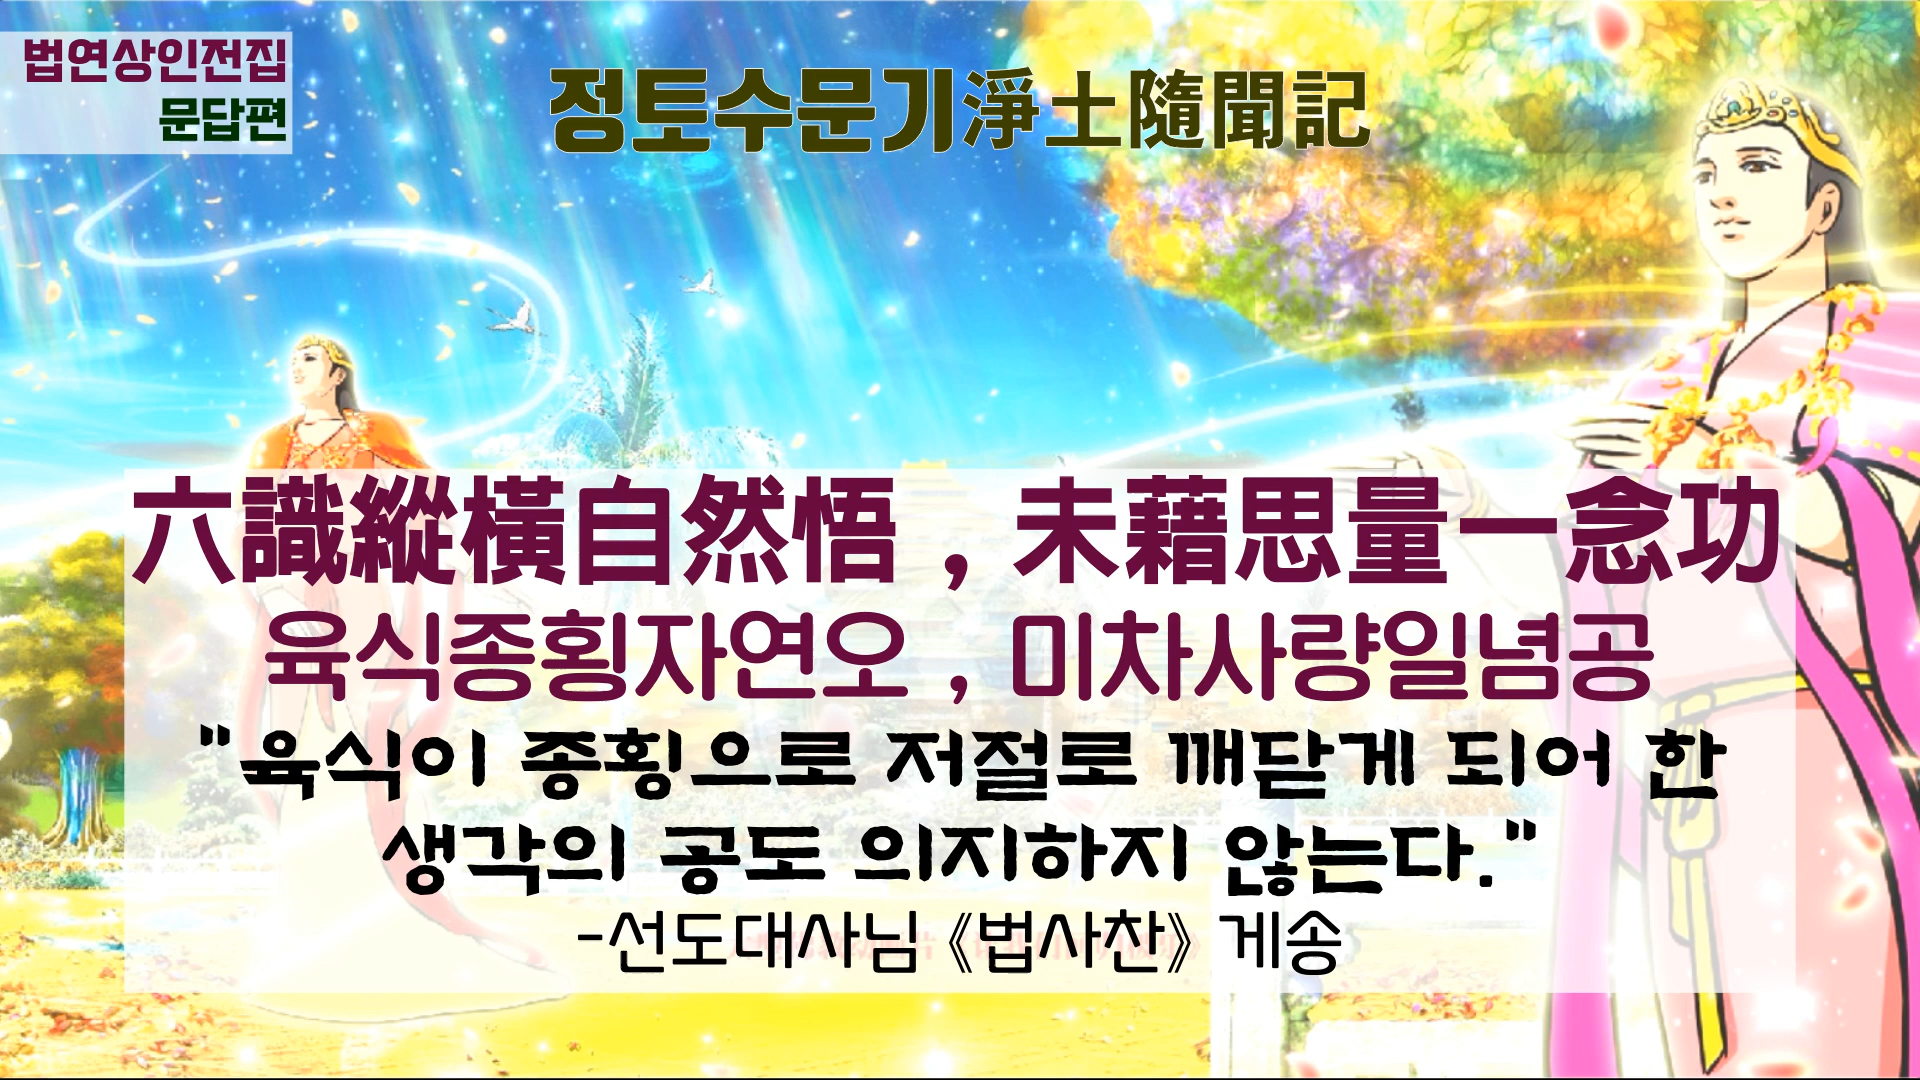 법연상인전집
문답편
정토수문기淨土隨聞記
六識縱橫自然悟 , 未藉思量一念功
육식종횡자연오 , 미차사량일념공
"육식이 종횡으로 저절로 깨닫게 되어 한
생각의 공도 의지하지 않는다."
-선도대사님《법사찬》게송